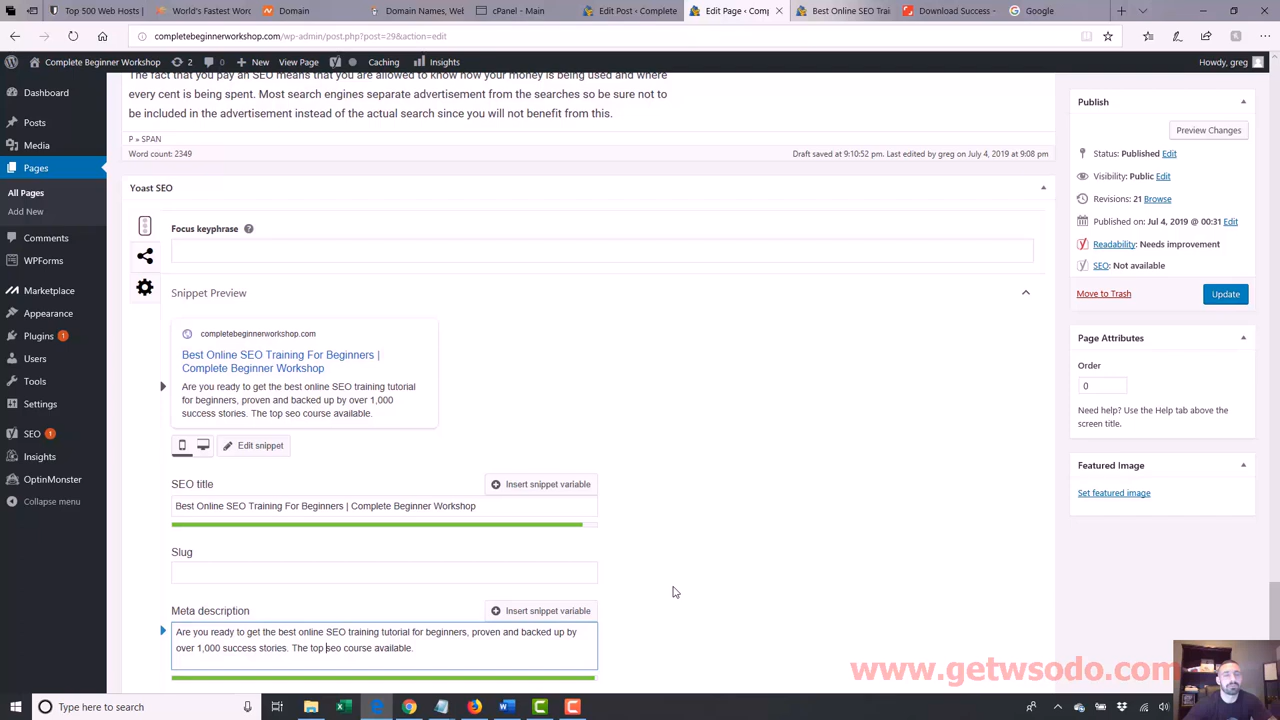 Top 500 Web Hosts |
Best Online SEO Train
Domain Names, Web
cPanel - Main
Edit Post ‹ Complete
Edit Page ‹ Comp
Best Online SEO Trai
Download Success -
Google
completebeginnerworkshop.com/wp-admin/post.php?post=29&action=edit
Complete Beginner Workshop
2
0
New
View Page
Caching
Insights
Howdy, greg
Dashboard
Posts
Media
Pages
All Pages
Add New
Comments
WPForms
Marketplace
Appearance
Plugins 1
Users
Tools
Settings
SEO 1
Insights
OptinMonster
Collapse menu
The fact that you pay an SEO means that you are allowed to know how your money is being used and where
every cent is being spent. Most search engines separate advertisement from the searches so be sure not to
be included in the advertisement instead of the actual search since you will not benefit from this.
P » SPAN
Word count: 2349
Draft saved at 9:10:52 pm. Last edited by greg on July 4, 2019 at 9:08 pm
Yoast SEO
Focus keyphrase
Snippet Preview
completebeginnerworkshop.com
Best Online SEO Training For Beginners |
Complete Beginner Workshop
Are you ready to get the best online SEO training tutorial
for beginners, proven and backed up by over 1,000
success stories. The top seo course available.
Edit snippet
SEO title
Insert snippet variable
Best Online SEO Training For Beginners | Complete Beginner Workshop
Slug
Meta description
Insert snippet variable
Are you ready to get the best online SEO training tutorial for beginners, proven and backed up by
over 1,000 success stories. The top seo course available.
Publish
Preview Changes
Status: Published Edit
Visibility: Public Edit
Revisions: 21 Browse
Published on: Jul 4, 2019 @ 00:31 Edit
Readability: Needs improvement
SEO: Not available
Move to Trash
Update
Page Attributes
Order
0
Need help? Use the Help tab above the
screen title.
Featured Image
Set featured image
www.getwsodo.com
Type here to search